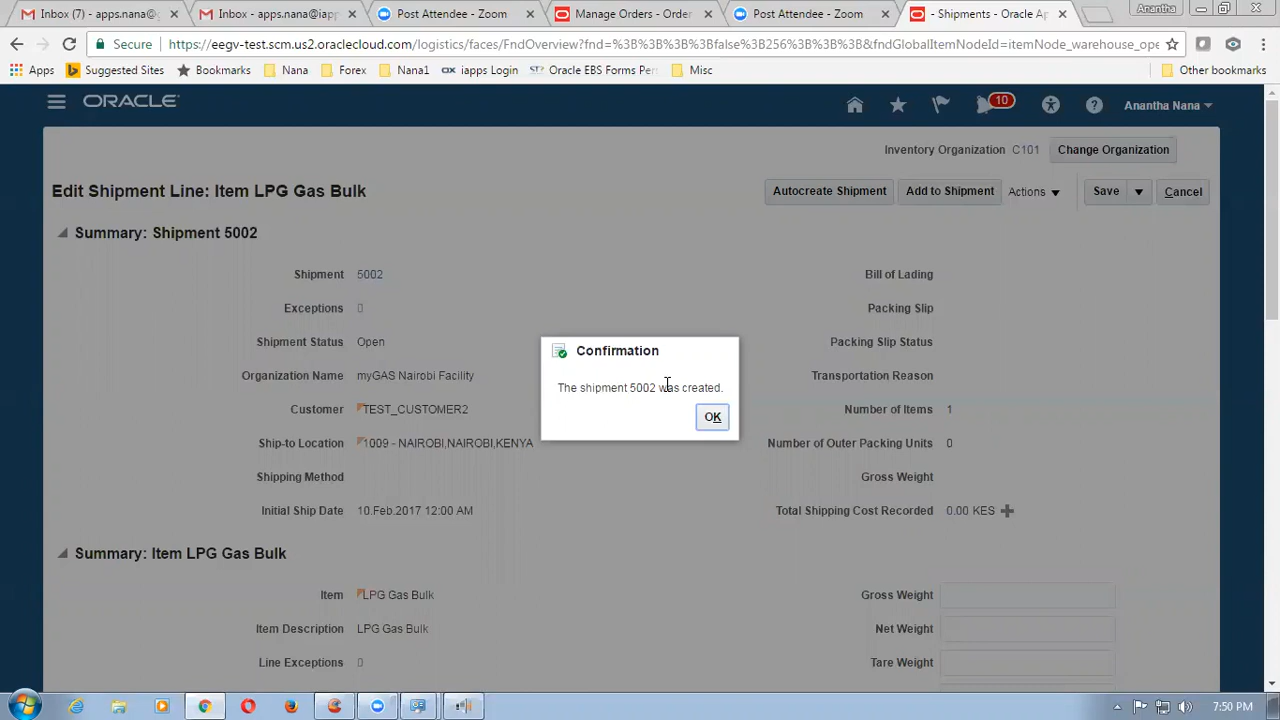 Inbox (7) - apps.nana@g
Inbox - apps.nana@iapp
Post Attendee - Zoom
Manage Orders - Order
Post Attendee - Zoom
- Shipments - Oracle Ap
Anantha
Secure
https://eegv-test.scm.us2.oraclecloud.com/logistics/faces/FndOverview?fnd=%3B%3B%3B%3Bfalse%3B256%3B%3B%3B&fndGlobalItemNodeId=itemNode_warehouse_ope
Apps
Suggested Sites
Bookmarks
Nana
Forex
Nana1
iapps Login
Oracle EBS Forms Per
Misc
Other bookmarks
ORACLE
10
Anantha Nana
Inventory Organization C101
Change Organization
Edit Shipment Line: Item LPG Gas Bulk
Autocreate Shipment
Add to Shipment
Actions
Save
Cancel
Summary: Shipment 5002
Shipment 5002
Bill of Lading
Exceptions
Packing Slip
Shipment Status Open
Packing Slip Status
Organization Name myGAS Nairobi Facility
Transportation Reason
Customer TEST_CUSTOMER2
Number of Items 1
Ship-to Location 1009 - NAIROBI,NAIROBI,KENYA
Number of Outer Packing Units 0
Shipping Method
Gross Weight
Initial Ship Date 10.Feb.2017 12:00 AM
Total Shipping Cost Recorded 0.00 KES
Confirmation
The shipment 5002 was created.
OK
Summary: Item LPG Gas Bulk
Item LPG Gas Bulk
Gross Weight
Item Description LPG Gas Bulk
Net Weight
Line Exceptions
Tare Weight
7:50 PM